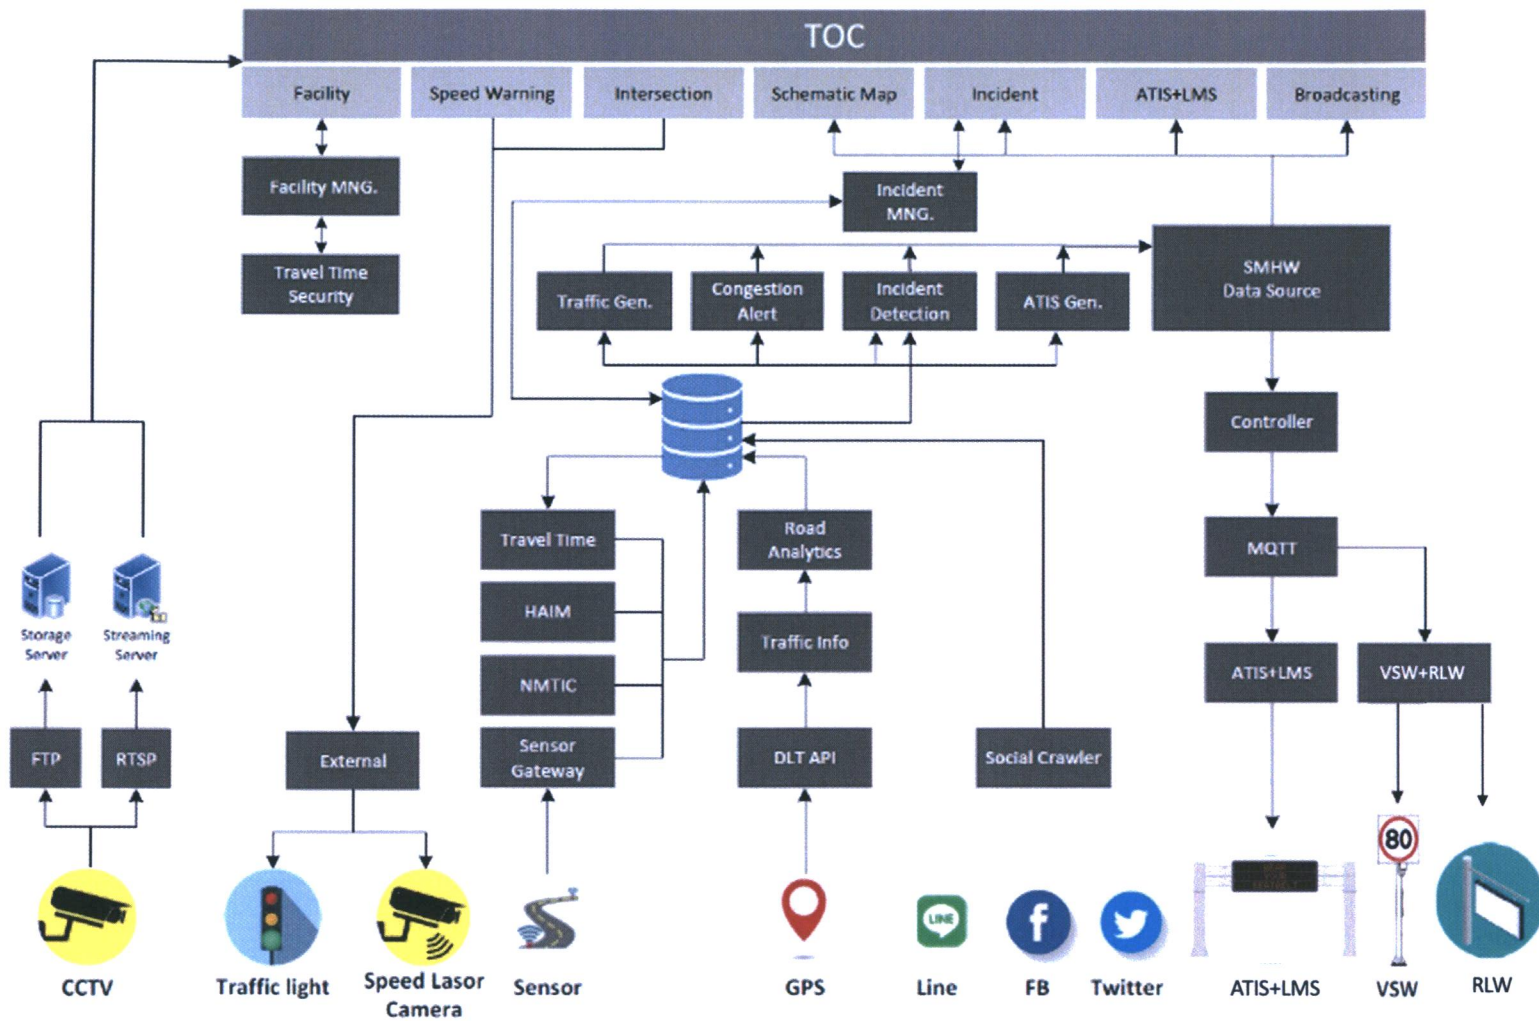 TOC
Facility
Speed Warning
Intersection
Schematic Map
Incident
ATIS+LMS
Broadcasting
Facility MNG.
Incident
MNG.
Travel Time
Security
SMHW
Data Source
Traffic Gen.
Congestion
Alert
Incident
Detection
ATIS Gen.
Controller
Travel Time
Road
Analytics
MQTT
HAIM
Storage
Server
Streaming
Server
Traffic Info
NMTIC
ATIS+LMS
VSW+RLW
FTP
RTSP
External
Sensor
Gateway
DLT API
Social Crawler
80
LINE
f
CCTV
Traffic light
Speed Lasor
Camera
Sensor
GPS
Line
FB
Twitter
ATIS+LMS
VSW
RLW